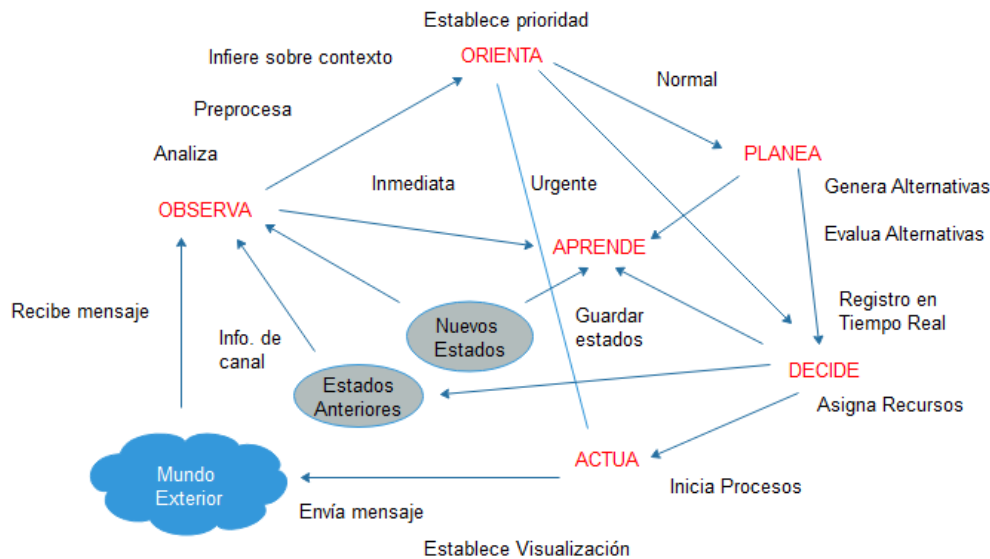 Establece prioridad
ORIENTA
Infiere sobre contexto
Normal
Preprocesa
Analiza
PLANEA
Inmediata
Urgente
Genera Alternativas
OBSERVA
Evalua Alternativas
APRENDE
Recibe mensaje
Registro en
Tiempo Real
Info. de
canal
Nuevos
Estados
Guardar
estados
DECIDE
Estados
Anteriores
Asigna Recursos
ACTUA
Mundo
Exterior
Inicia Procesos
Envía mensaje
Establece Visualización